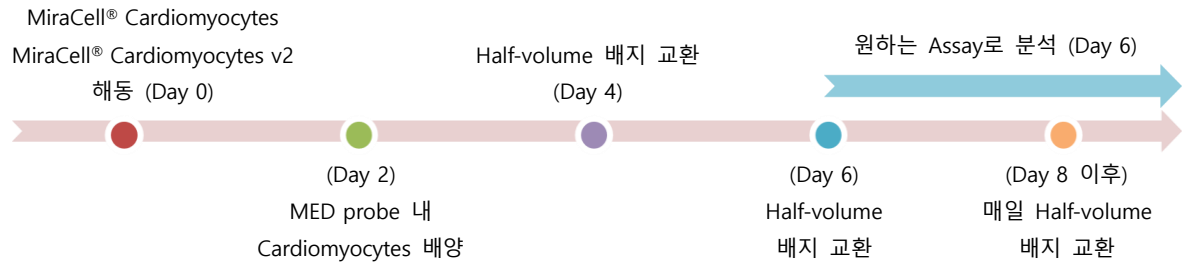 MiraCell® Cardiomyocytes
MiraCell® Cardiomyocytes v2
해동 (Day 0)
Half-volume 배지 교환
(Day 4)
원하는 Assay로 분석 (Day 6)
(Day 2)
MED probe 내
Cardiomyocytes 배양
(Day 6)
Half-volume
배지 교환
(Day 8 이후)
매일 Half-volume
배지 교환